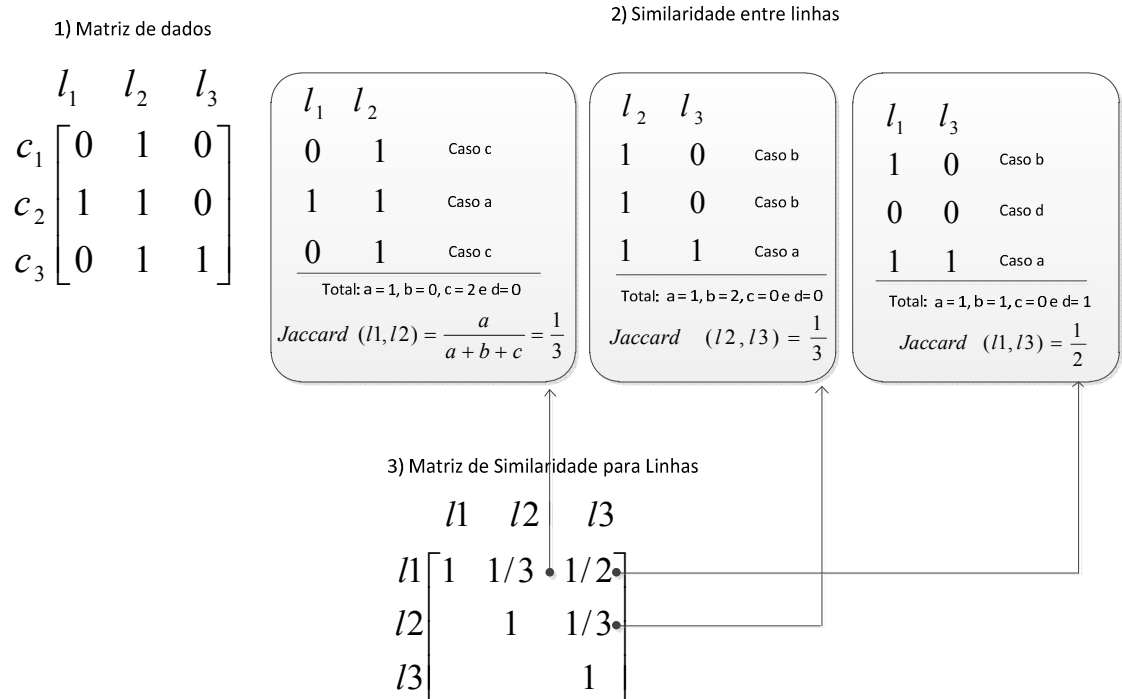 1) Matriz de dados
l1 l2 l3
c1 0 1 0
c2 1 1 0
c3 0 1 1
2) Similaridade entre linhas
l1 l2
0 1 Caso c
1 1 Caso a
0 1 Caso c
Total: a = 1, b = 0, c = 2 e d= 0
Jaccard (l1, l2) = a / a + b + c = 1/3
l2 l3
1 0 Caso b
1 0 Caso b
1 1 Caso a
Total: a = 1, b = 2, c = 0 e d= 0
Jaccard (l2, l3) = 1/3
l1 l3
1 0 Caso b
0 0 Caso d
1 1 Caso a
Total: a = 1, b = 1, c = 0 e d= 1
Jaccard (l1, l3) = 1/2
3) Matriz de Similaridade para Linhas
l1 l2 l3
l1 1 1/3 1/2
l2 1 1/3
l3 1